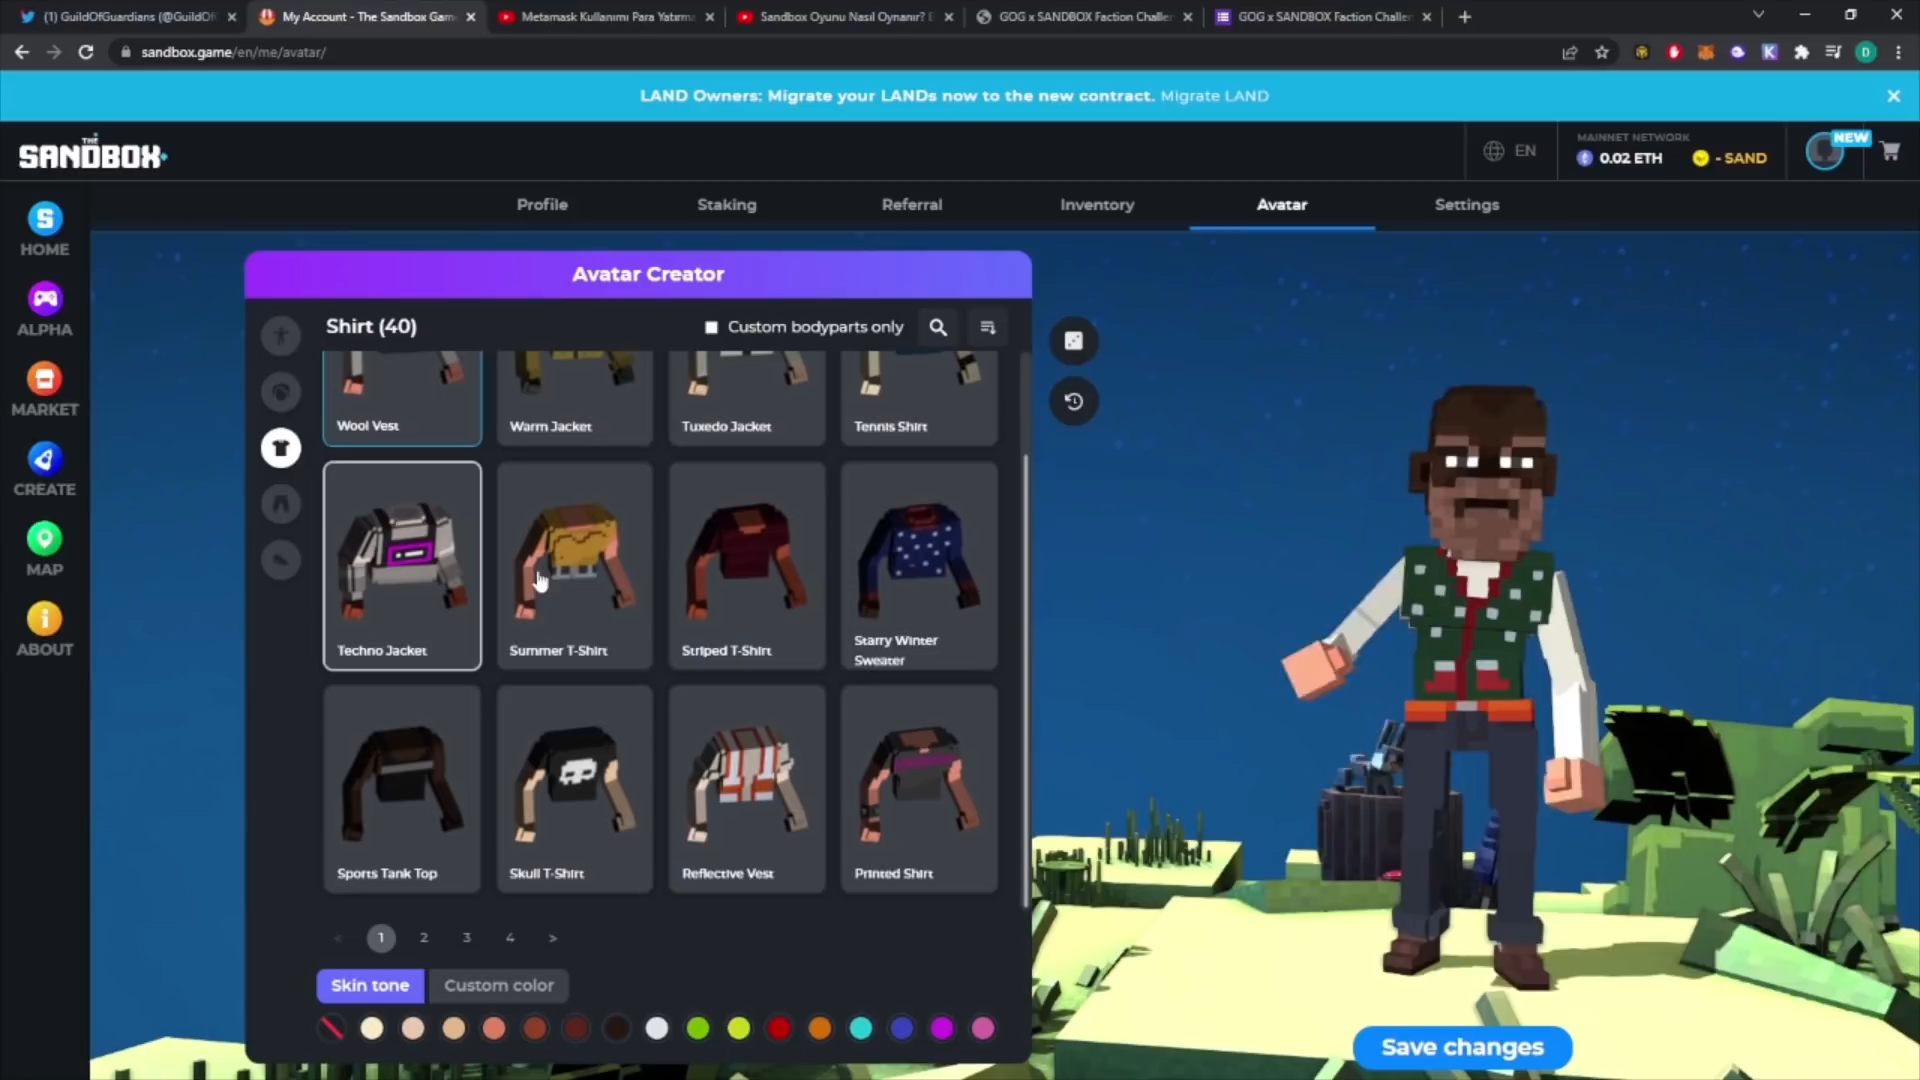 (1) GuildOfGuardians (@GuildOf
My Account - The Sandbox Gam
Metamask Kullanımı Para Yatırma
Sandbox Oyunu Nasıl Oynanır?
GOG x SANDBOX Faction Challen
GOG x SANDBOX Faction Challen
sandbox.game/en/me/avatar/
K
D
LAND Owners: Migrate your LANDs now to the new contract. Migrate LAND
THE
SANDBOX
EN
MAINNET NETWORK
0.02 ETH
- SAND
NEW
Profile
Staking
Referral
Inventory
Avatar
Settings
S
HOME
ALPHA
MARKET
CREATE
MAP
i
ABOUT
Avatar Creator
Shirt (40)
Custom bodyparts only
Wool Vest
Warm Jacket
Tuxedo Jacket
Tennis Shirt
Techno Jacket
Summer T-Shirt
Striped T-Shirt
Starry Winter
Sweater
Sports Tank Top
Skull T-Shirt
Reflective Vest
Printed Shirt
< 1 2 3 4 >
Skin tone
Custom color
Save changes